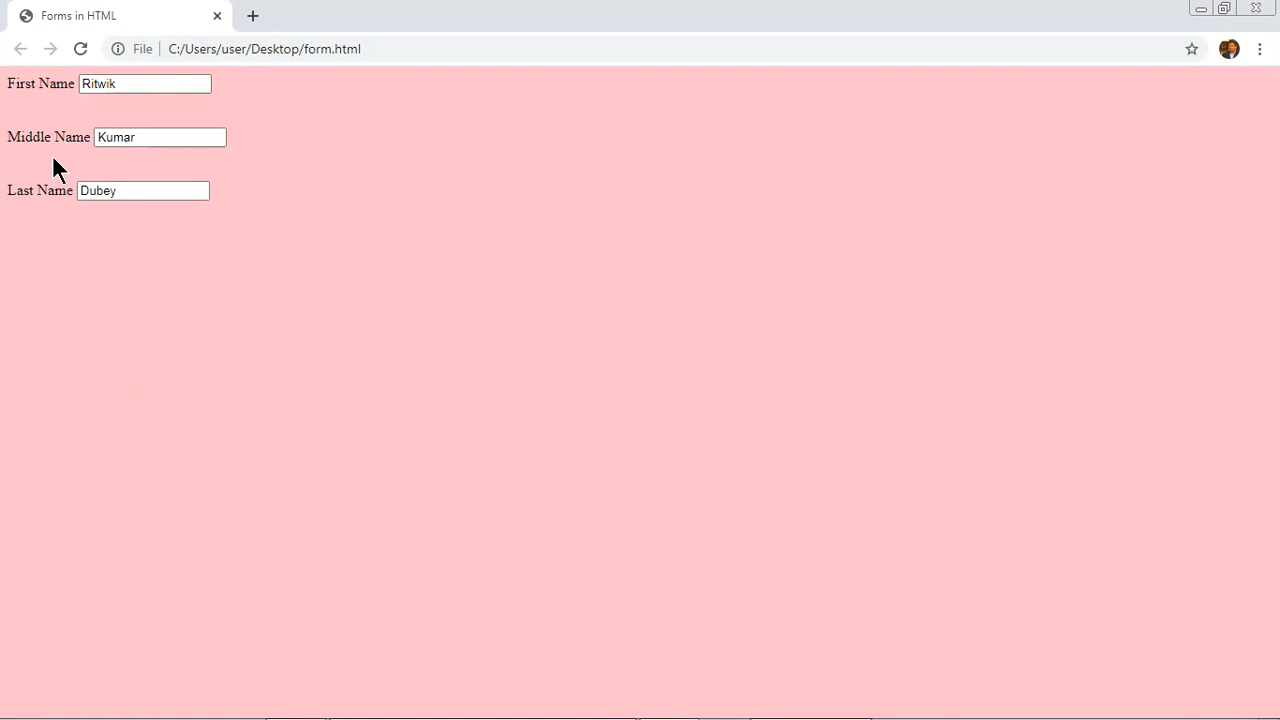 Forms in HTML
File C:/Users/user/Desktop/form.html
First Name Ritwik
Middle Name Kumar
Last Name Dubey